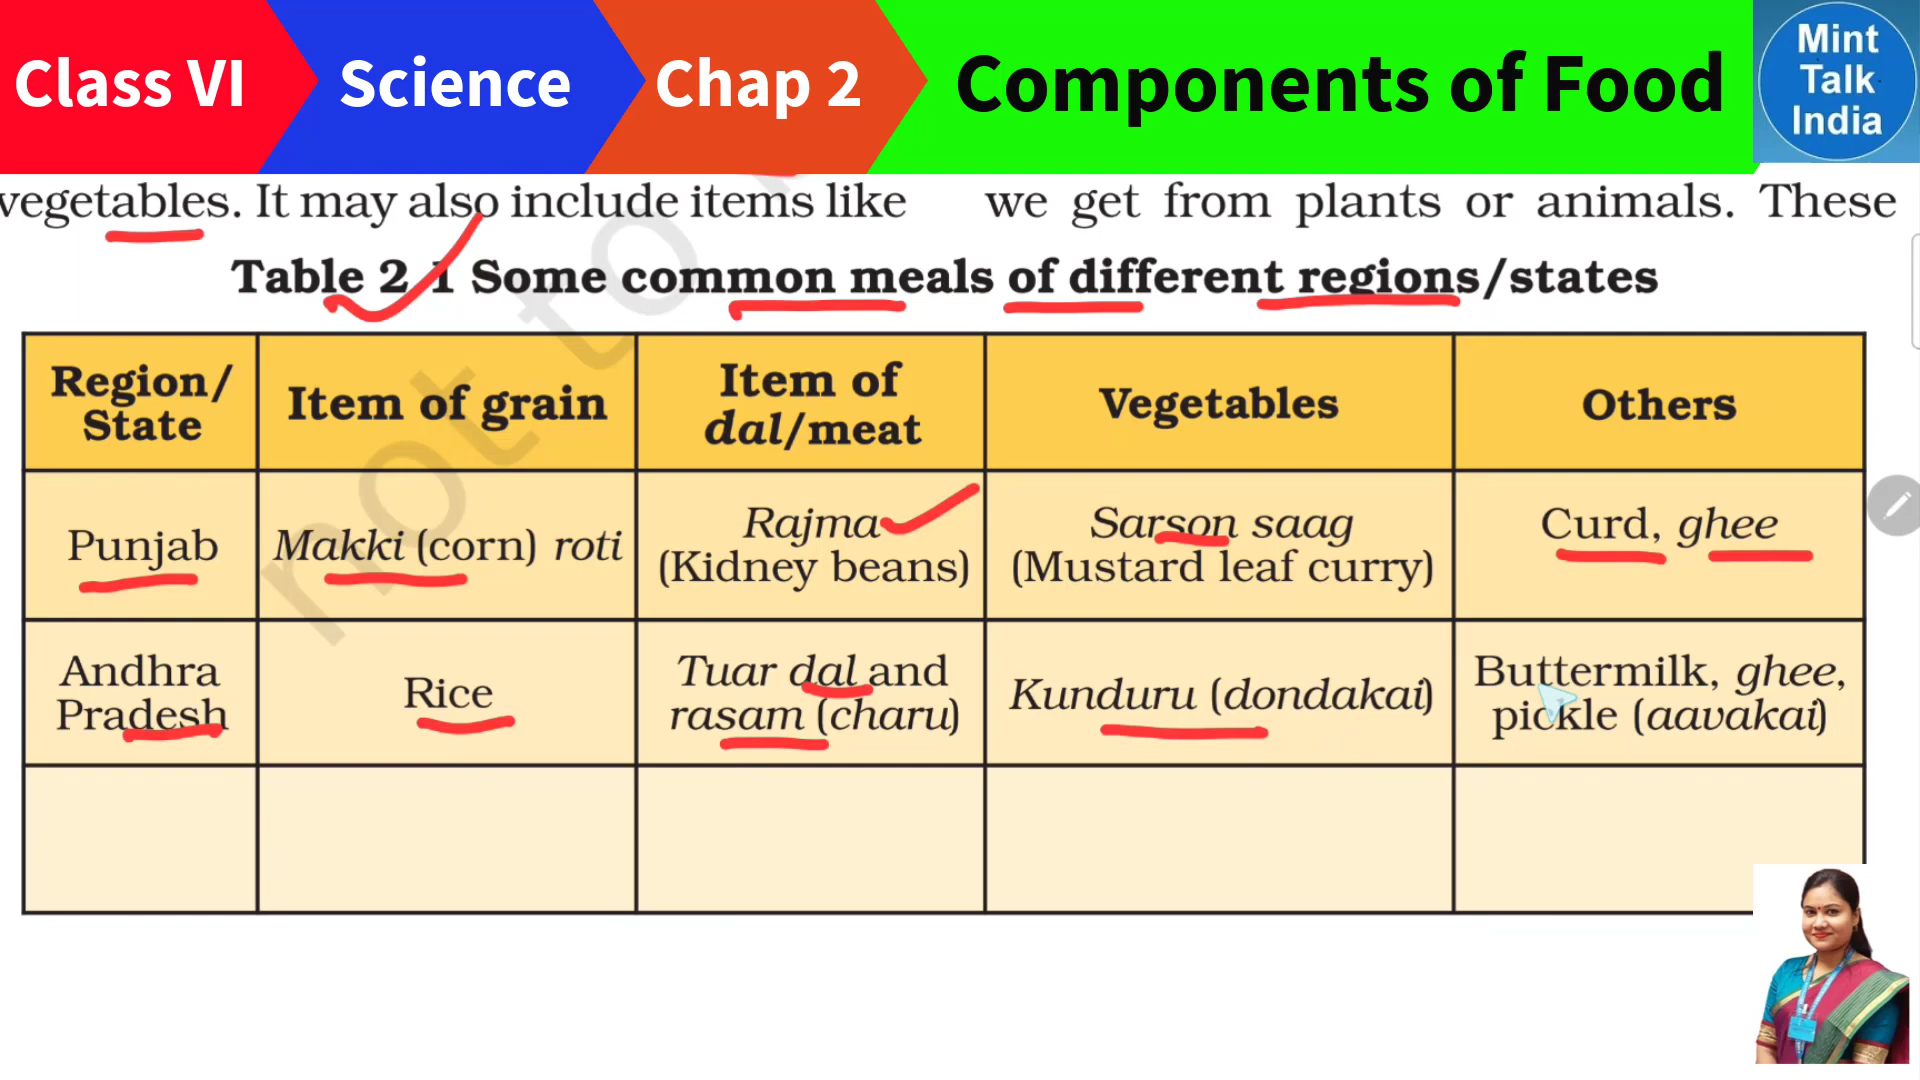 Class VI
Science
Chap 2
Components of Food
Mint
Talk
India
vegetables. It may also include items like
we get from plants or animals. These
Table 2.1 Some common meals of different regions/states
Region/
State
Item of grain
Item of
dal/meat
Vegetables
Others
Punjab
Makki (corn) roti
Rajma
(Kidney beans)
Sarson saag
(Mustard leaf curry)
Curd, ghee
Andhra
Pradesh
Rice
Tuar dal and
rasam (charu)
Kunduru (dondakai)
Buttermilk, ghee,
pickle (aavakai)
not to